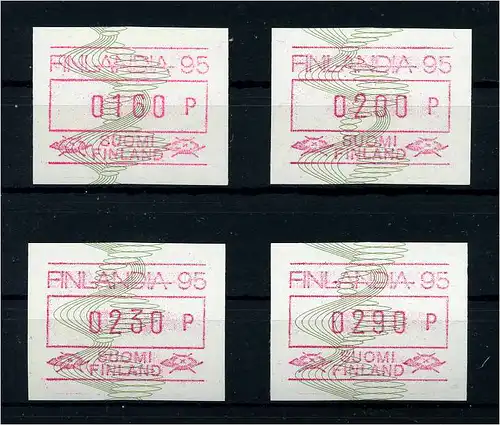 FINLANDIA 95
0160 P
SUOMI
FINLAND
FINLANDIA 95
0200 P
SUOMI
FINLAND
FINLANDIA 95
0230 P
SUOMI
FINLAND
FINLANDIA 95
0290 P
SUOMI
FINLAND